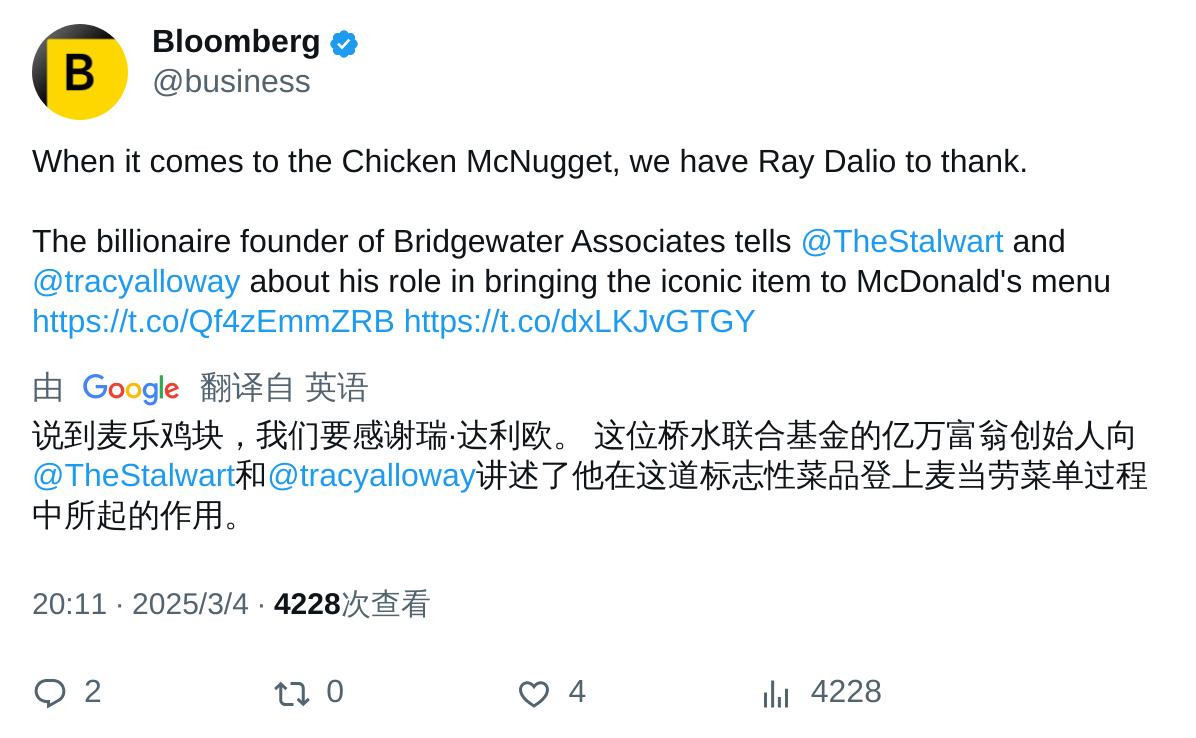 B
Bloomberg
@business
When it comes to the Chicken McNugget, we have Ray Dalio to thank.
The billionaire founder of Bridgewater Associates tells @TheStalwart and
@tracyalloway about his role in bringing the iconic item to McDonald's menu
https://t.co/Qf4zEmmZRB https://t.co/dxLKJvGTGY
由 Google 翻译自 英语
说到麦乐鸡块，我们要感谢瑞·达利欧。 这位桥水联合基金的亿万富翁创始人向
@TheStalwart和@tracyalloway讲述了他在这道标志性菜品登上麦当劳菜单过程
中所起的作用。
20:11 · 2025/3/4 · 4228次查看
2 0 4 4228